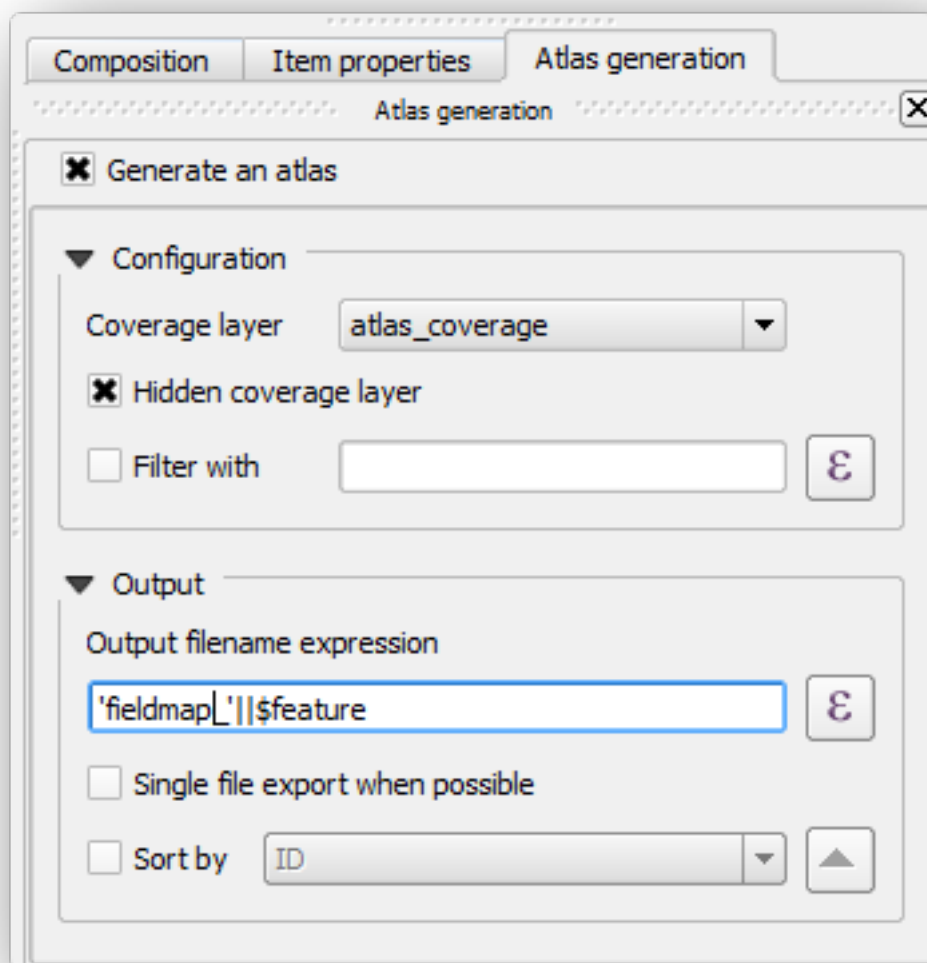 Composition Item properties Atlas generation
Atlas generation
Generate an atlas
Configuration
Coverage layer atlas_coverage
Hidden coverage layer
Filter with ε
Output
Output filename expression
'fieldmap_'||$feature ε
Single file export when possible
Sort by ID